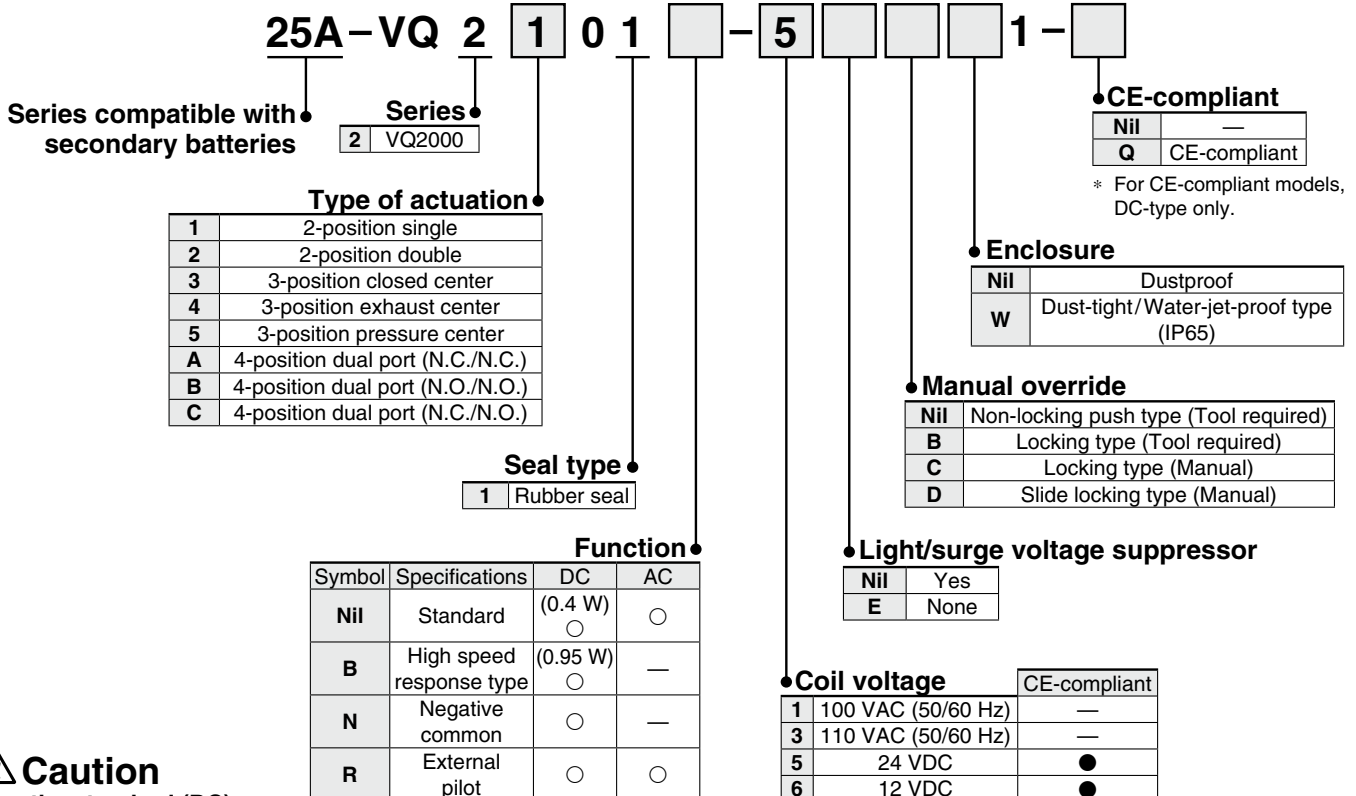 25A – VQ 2 1 0 1 – 5 1 –
Series compatible with
secondary batteries
Series
2 VQ2000
CE-compliant
Nil —
Q CE-compliant
* For CE-compliant models,
DC-type only.
Type of actuation
1 2-position single
2 2-position double
3 3-position closed center
4 3-position exhaust center
5 3-position pressure center
A 4-position dual port (N.C./N.C.)
B 4-position dual port (N.O./N.O.)
C 4-position dual port (N.C./N.O.)
Enclosure
Nil Dustproof
W Dust-tight/Water-jet-proof type
(IP65)
Manual override
Nil Non-locking push type (Tool required)
B Locking type (Tool required)
C Locking type (Manual)
D Slide locking type (Manual)
Seal type
1 Rubber seal
Light/surge voltage suppressor
Nil Yes
E None
Function
Symbol Specifications DC AC
Nil Standard (0.4 W) ○ ○
B High speed
response type (0.95 W) ○ —
N Negative
common ○ —
R External
pilot ○ ○
Coil voltage CE-compliant
1 100 VAC (50/60 Hz) —
3 110 VAC (50/60 Hz) —
5 24 VDC ●
6 12 VDC ●
Caution